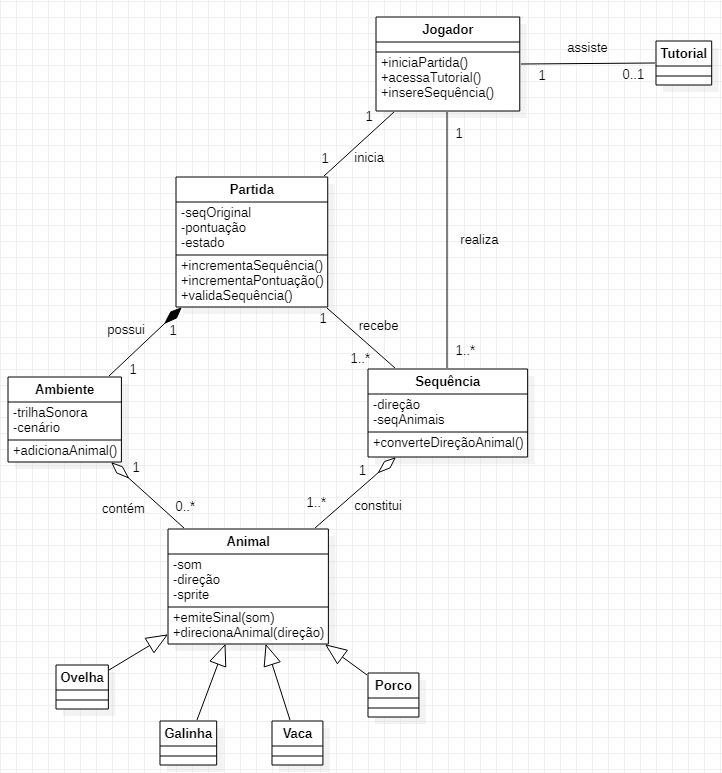 Jogador
+iniciaPartida()
+acessaTutorial()
+insereSequência()
assiste
1
0..1
Tutorial
1
1
inicia
1
realiza
1..*
Partida
-seqOriginal
-pontuação
-estado
+incrementaSequência()
+incrementaPontuação()
+validaSequência()
possui
1
1
1
recebe
1..*
Ambiente
-trilhaSonora
-cenário
+adicionaAnimal()
Sequência
-direção
-seqAnimais
+converteDireçãoAnimal()
1
contém
0..*
1
1..*
constitui
Animal
-som
-direção
-sprite
+emiteSinal(som)
+direcionaAnimal(direção)
Ovelha
Galinha
Vaca
Porco